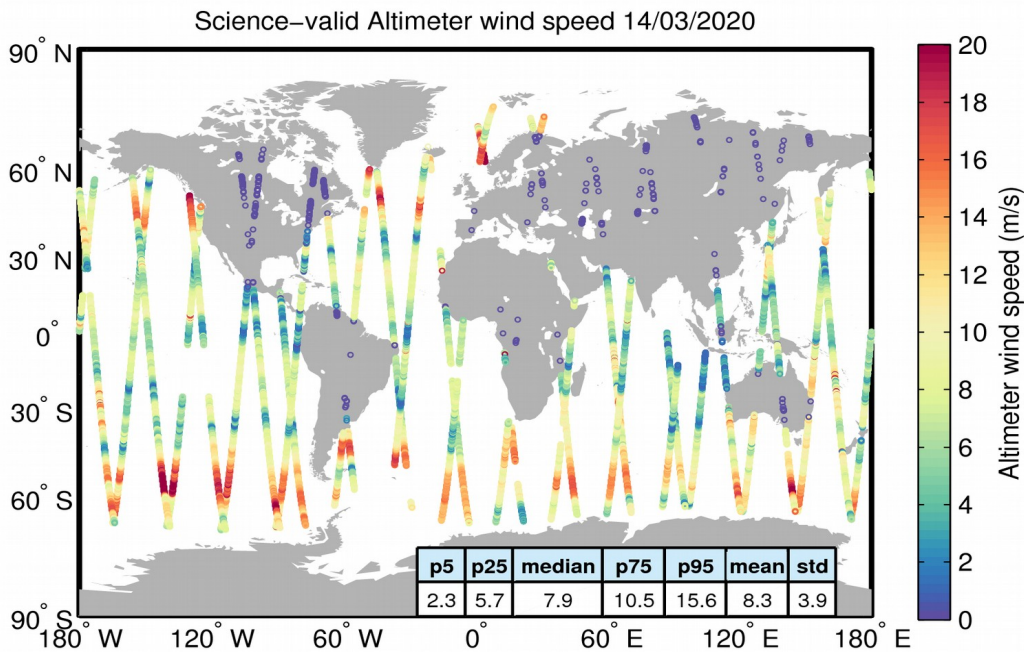 Science–valid Altimeter wind speed 14/03/2020
90° N
60° N
30° N
0°
30° S
60° S
90° S
180° W
120° W
60° W
0°
60° E
120° E
180° E
p5 p25 median p75 p95 mean std
2.3 5.7 7.9 10.5 15.6 8.3 3.9
20
18
16
14
12
10
8
6
4
2
0
Altimeter wind speed (m/s)